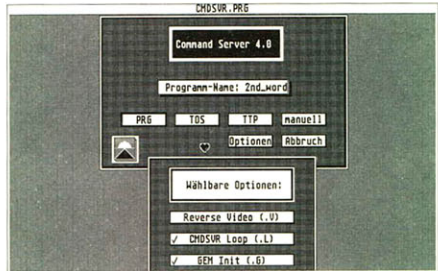 CMDSVR.PRG
Command Server 4.0
Programm-Name: 2nd_word
PRG TOS TTP manuell
Optionen Abbruch
Wählbare Optionen:
Reverse Video (.V)
✓ CMDSVR Loop (.L)
✓ GEM Init (.G)